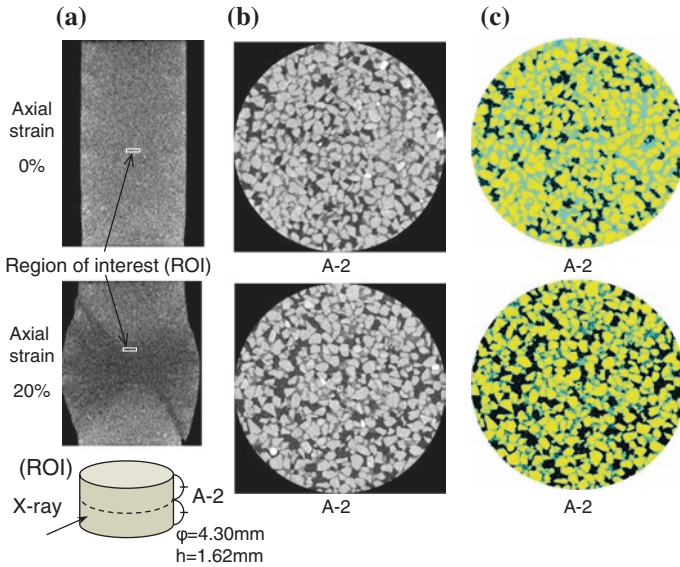 (a)
(b)
(c)
Axial
strain
0%
A-2
A-2
Region of interest (ROI)
Axial
strain
20%
(ROI)
X-ray
A-2
φ=4.30mm
h=1.62mm
A-2
A-2